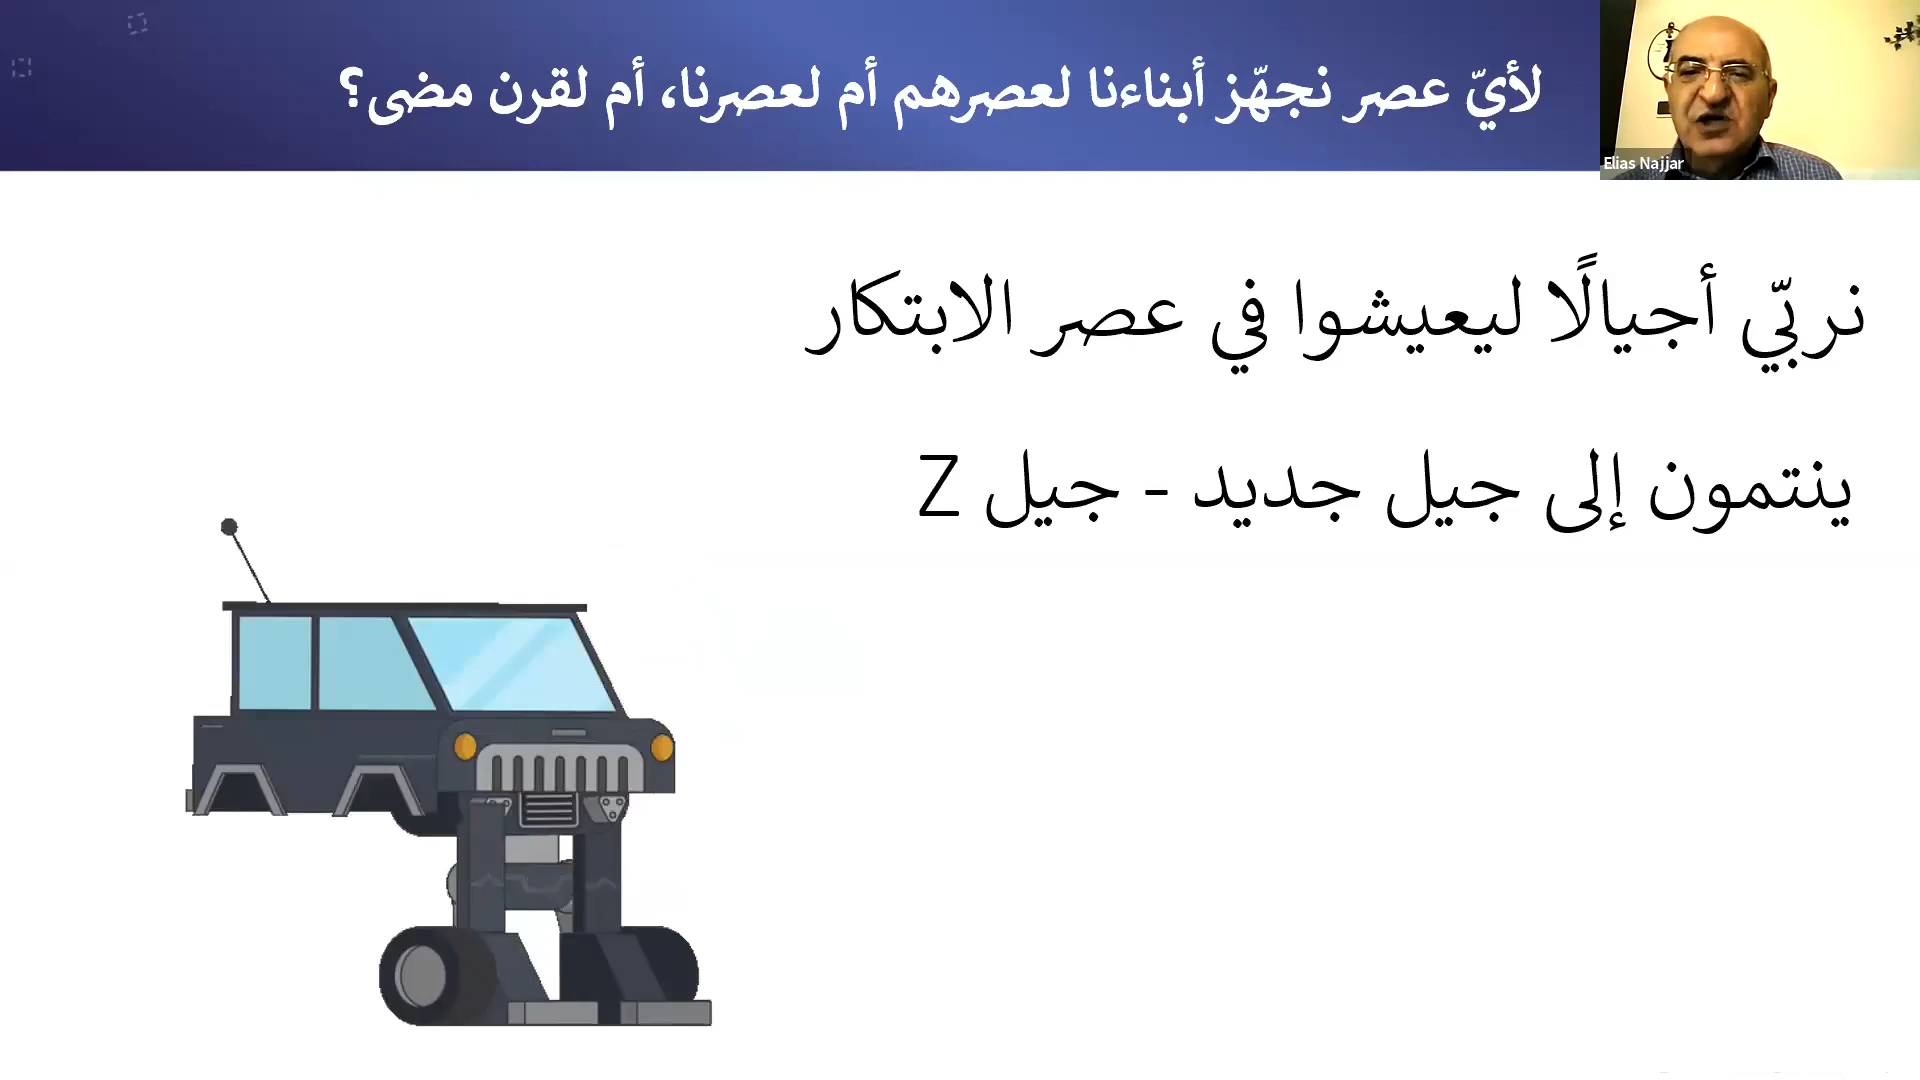 لأيّ عصر نجهّز أبناءنا لعصرهم أم لعصرنا، أم لقرن مضى؟
Elias Najjar
نربّي أجيالًا ليعيشوا في عصر الابتكار
ينتمون إلى جيل جديد - جيل Z